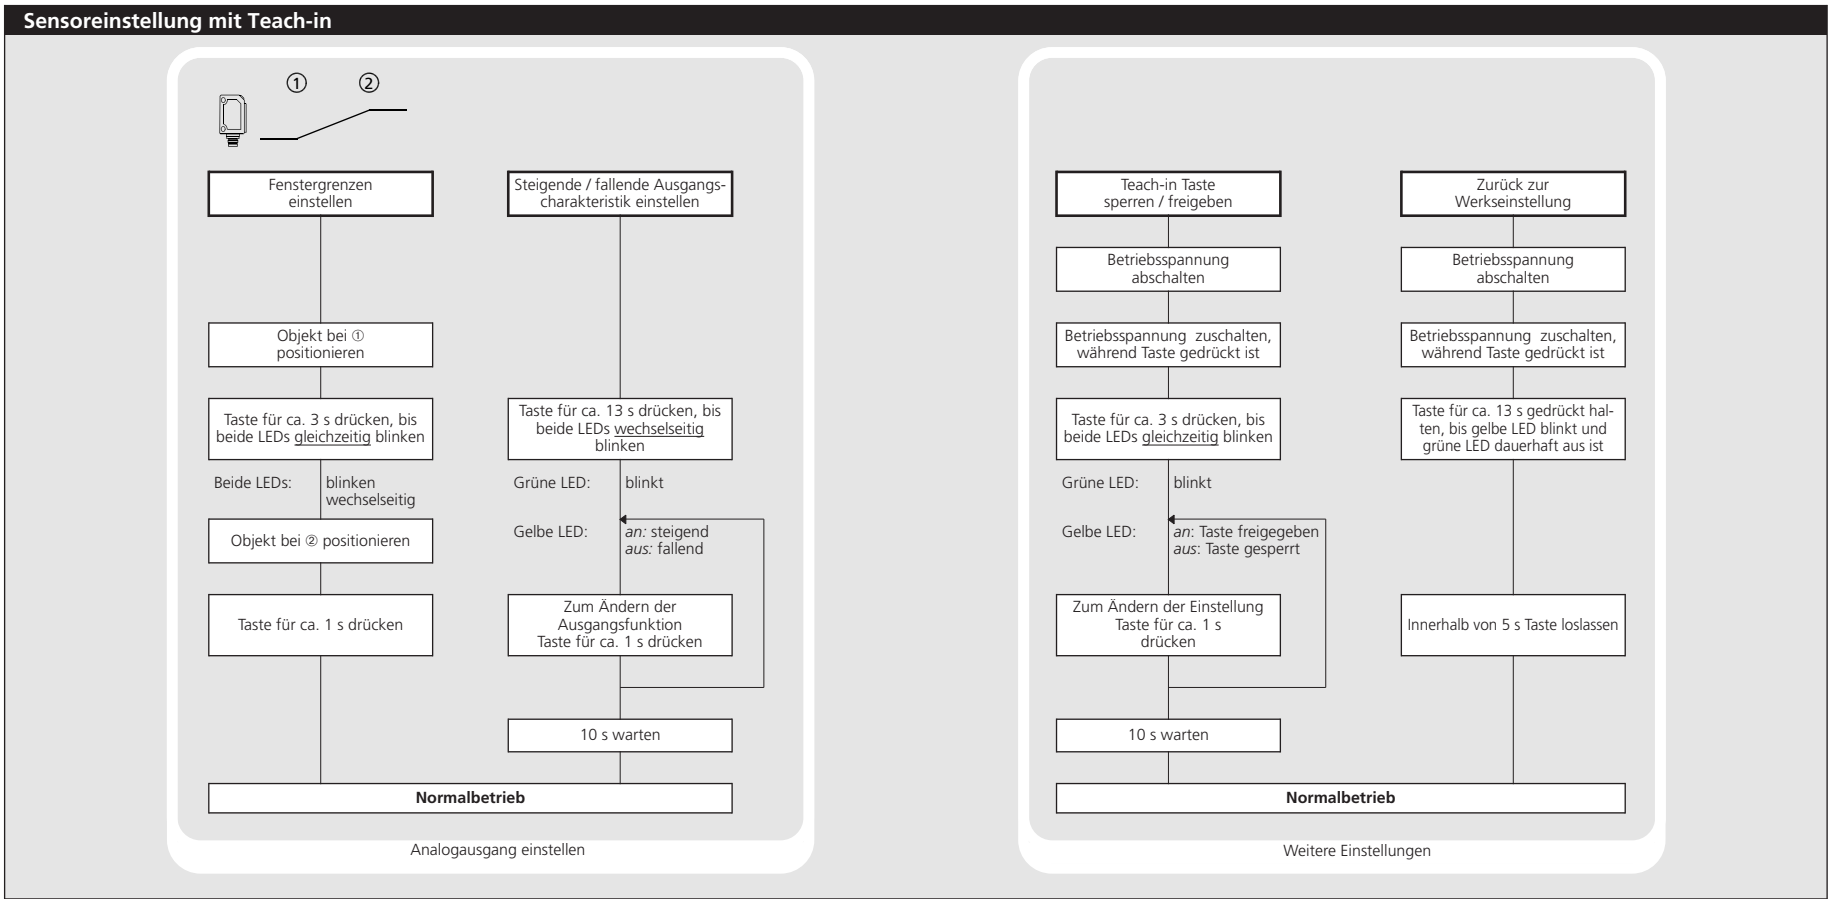 Sensoreinstellung mit Teach-in
① ②
Fenstergrenzen
einstellen
Objekt bei ①
positionieren
Taste für ca. 3 s drücken, bis
beide LEDs gleichzeitig blinken
Beide LEDs: blinken
wechselseitig
Objekt bei ② positionieren
Taste für ca. 1 s drücken
Steigende / fallende Ausgangs-
charakteristik einstellen
Taste für ca. 13 s drücken, bis
beide LEDs wechselseitig
blinken
Grüne LED: blinkt
Gelbe LED: an: steigend
aus: fallend
Zum Ändern der
Ausgangsfunktion
Taste für ca. 1 s drücken
10 s warten
Normalbetrieb
Analogausgang einstellen
Teach-in Taste
sperren / freigeben
Betriebsspannung
abschalten
Betriebsspannung zuschalten,
während Taste gedrückt ist
Taste für ca. 3 s drücken, bis
beide LEDs gleichzeitig blinken
Grüne LED: blinkt
Gelbe LED: an: Taste freigegeben
aus: Taste gesperrt
Zum Ändern der Einstellung
Taste für ca. 1 s
drücken
10 s warten
Zurück zur
Werkseinstellung
Betriebsspannung
abschalten
Betriebsspannung zuschalten,
während Taste gedrückt ist
Taste für ca. 13 s gedrückt hal-
ten, bis gelbe LED blinkt und
grüne LED dauerhaft aus ist
Innerhalb von 5 s Taste loslassen
Normalbetrieb
Weitere Einstellungen